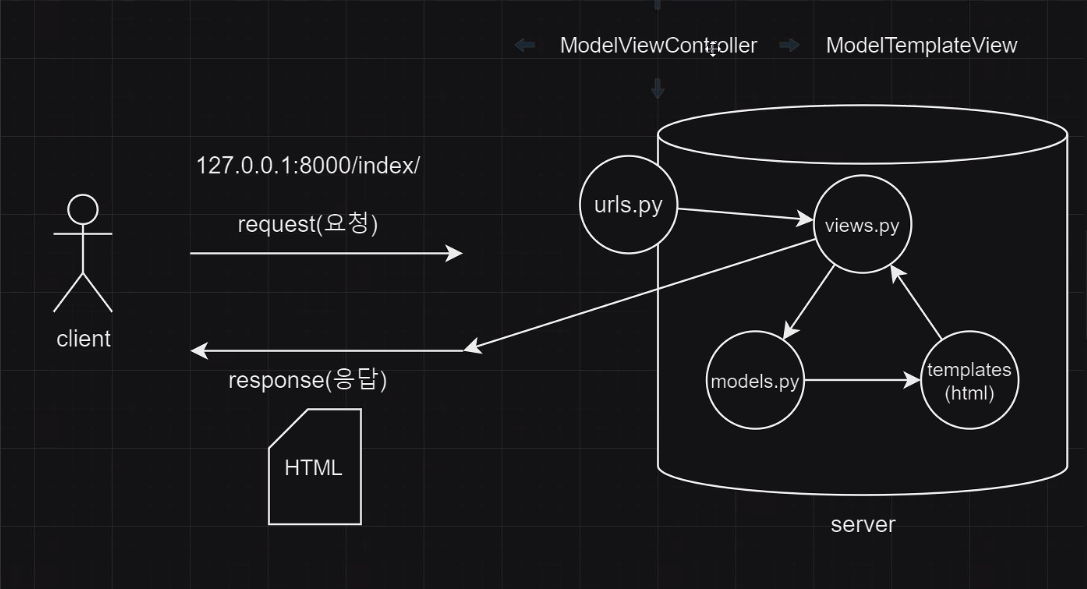 ModelViewController
ModelTemplateView
127.0.0.1:8000/index/
request(요청)
client
response(응답)
HTML
urls.py
views.py
models.py
templates
(html)
server